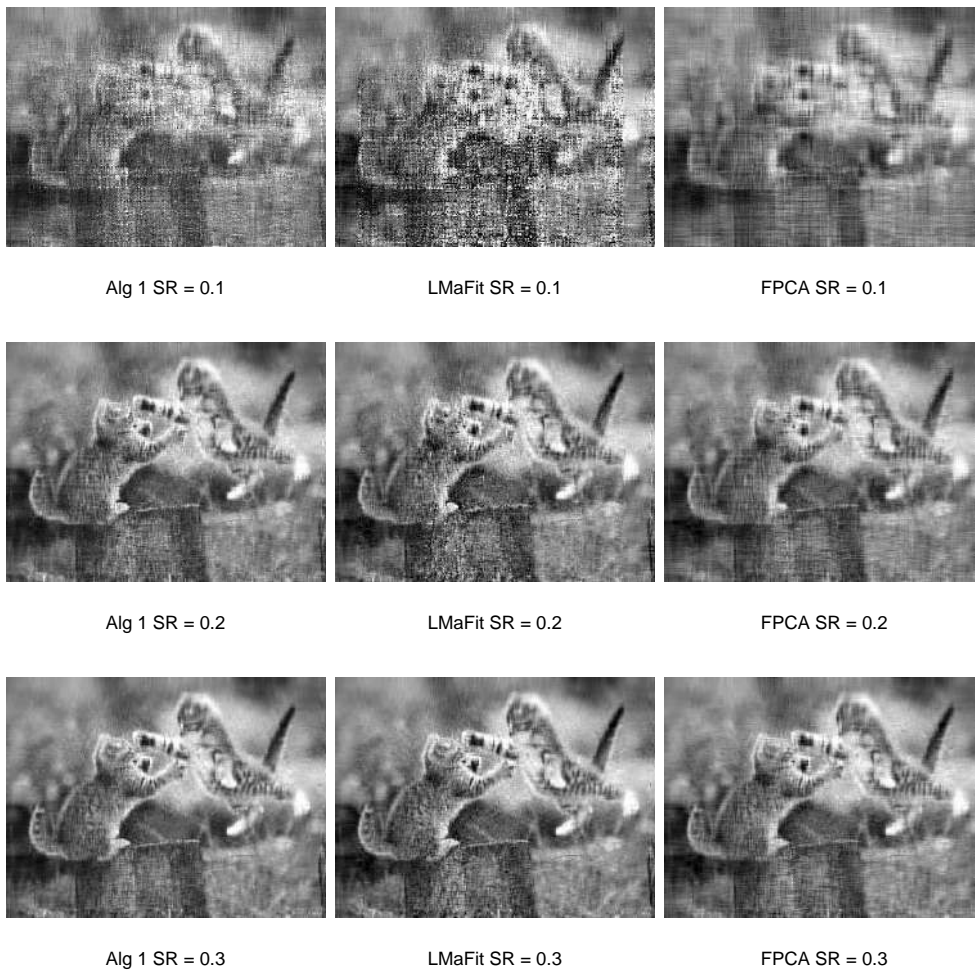 Alg 1 SR = 0.1
LMaFit SR = 0.1
FPCA SR = 0.1
Alg 1 SR = 0.2
LMaFit SR = 0.2
FPCA SR = 0.2
Alg 1 SR = 0.3
LMaFit SR = 0.3
FPCA SR = 0.3